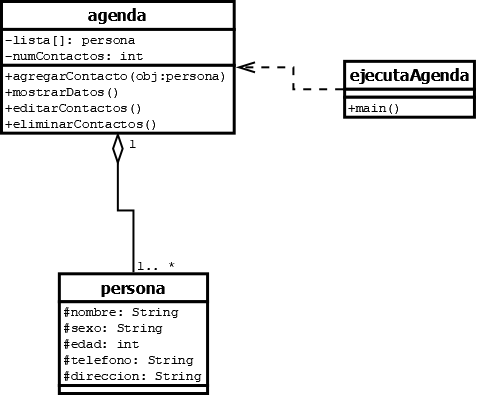 agenda
-lista[]: persona
-numContactos: int
+agregarContacto(obj:persona)
+mostrarDatos()
+editarContactos()
+eliminarContactos()
ejecutaAgenda
+main()
1
1.. *
persona
#nombre: String
#sexo: String
#edad: int
#telefono: String
#direccion: String